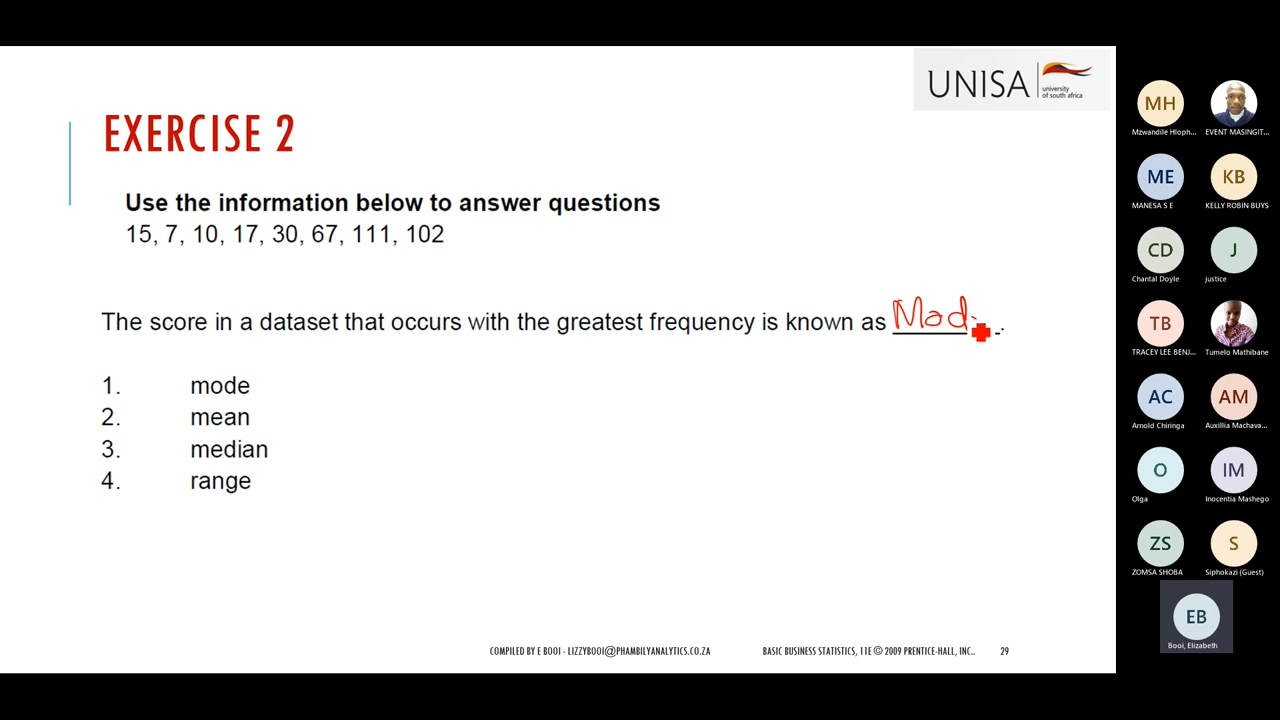 UNISA
university
of south africa
EXERCISE 2
Use the information below to answer questions
15, 7, 10, 17, 30, 67, 111, 102
The score in a dataset that occurs with the greatest frequency is known as Mod .
1. mode
2. mean
3. median
4. range
COMPILED BY E BOOI - LIZZYBOOI@PHAMBILYANALYTICS.CO.ZA BASIC BUSINESS STATISTICS, 11E © 2009 PRENTICE-HALL, INC.. 29
MH
Mzwandile Hloph... EVENT MASINGIT...
ME KB
MANESA S E KELLY ROBIN BUYS
CD J
Chantal Doyle justice
TB
TRACEY LEE BENJ... Tumelo Mathibane
AC AM
Arnold Chiringa Auxillia Machava...
O IM
Olga Inocentia Mashego
ZS S
ZOMSA SHOBA Siphokazi (Guest)
EB
Booi, Elizabeth